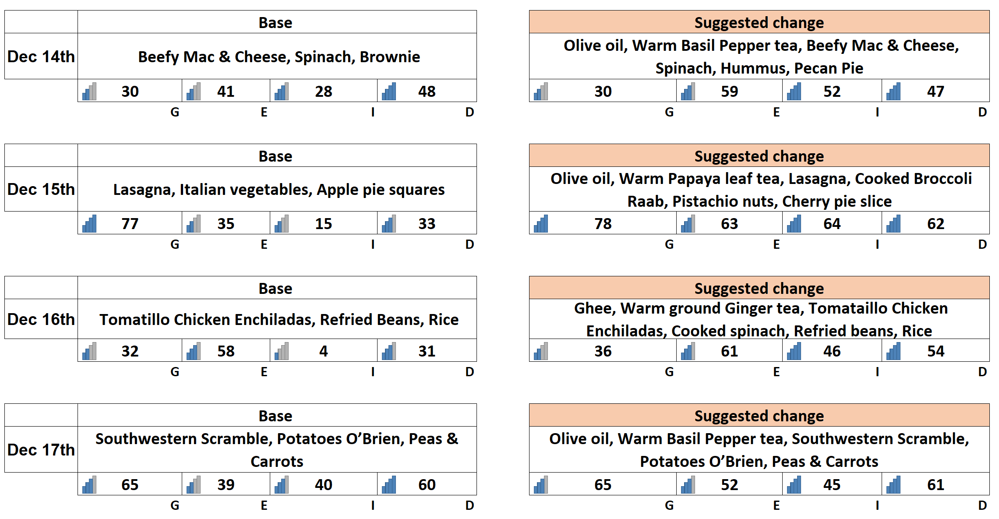 Base
Suggested change
Dec 14th
Beefy Mac & Cheese, Spinach, Brownie
Olive oil, Warm Basil Pepper tea, Beefy Mac & Cheese,
Spinach, Hummus, Pecan Pie
30 41 28 48
30 59 52 47
G E I D
G E I D
Base
Suggested change
Dec 15th
Lasagna, Italian vegetables, Apple pie squares
Olive oil, Warm Papaya leaf tea, Lasagna, Cooked Broccoli
Raab, Pistachio nuts, Cherry pie slice
77 35 15 33
78 63 64 62
G E I D
G E I D
Base
Suggested change
Dec 16th
Tomatillo Chicken Enchiladas, Refried Beans, Rice
Ghee, Warm ground Ginger tea, Tomataillo Chicken
Enchiladas, Cooked spinach, Refried beans, Rice
32 58 4 31
36 61 46 54
G E I D
G E I D
Base
Suggested change
Dec 17th
Southwestern Scramble, Potatoes O’Brien, Peas &
Carrots
Olive oil, Warm Basil Pepper tea, Southwestern Scramble,
Potatoes O’Brien, Peas & Carrots
65 39 40 60
65 52 45 61
G E I D
G E I D